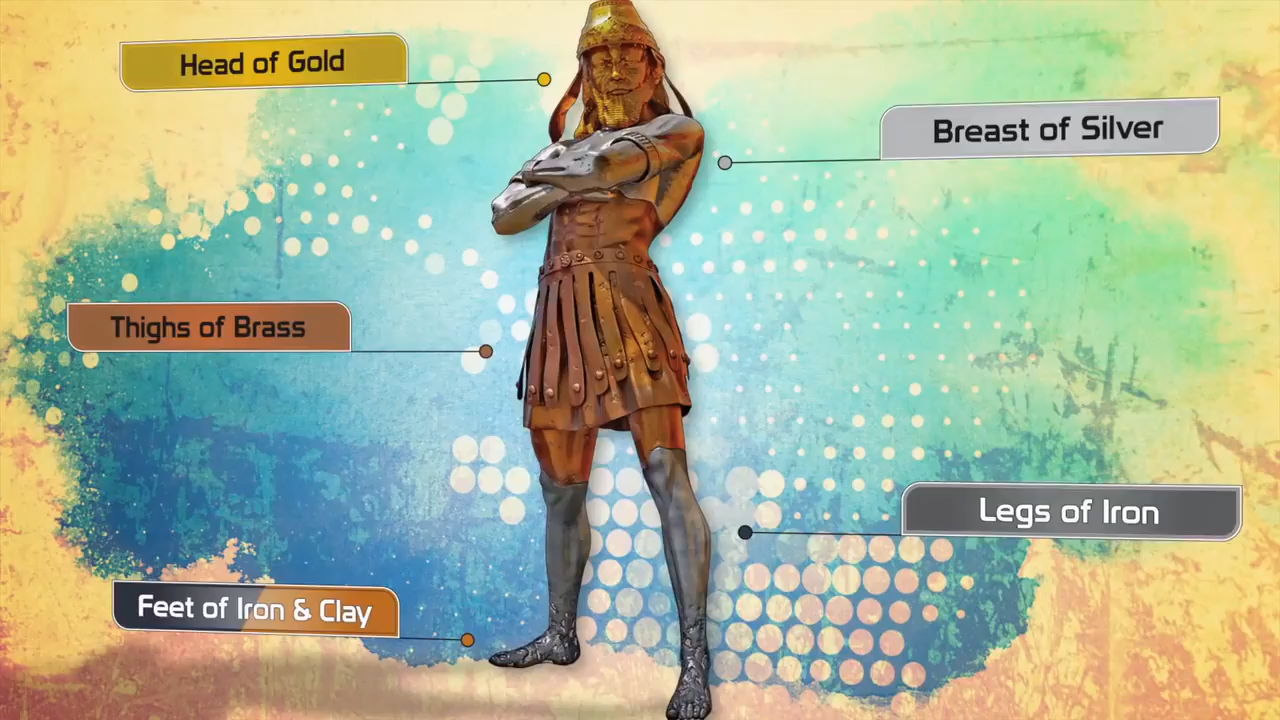 Head of Gold
Breast of Silver
Thighs of Brass
Legs of Iron
Feet of Iron & Clay